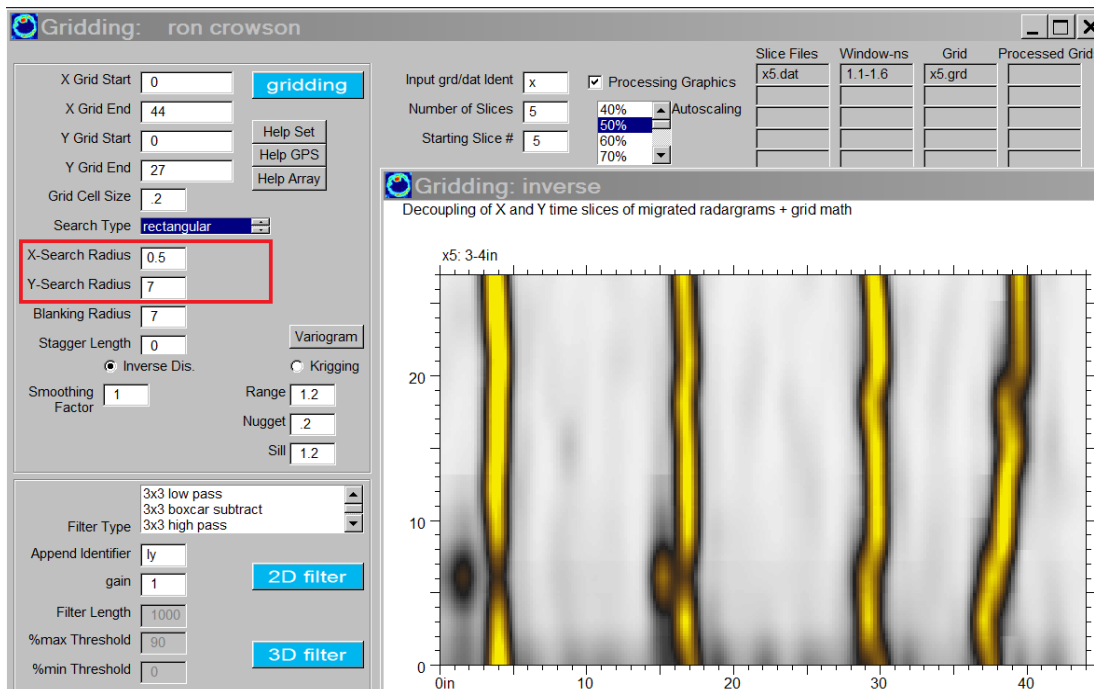 Gridding: ron crowson
X Grid Start 0
gridding
X Grid End 44
Y Grid Start 0
Help Set
Y Grid End 27
Help GPS
Help Array
Grid Cell Size .2
Search Type rectangular
X-Search Radius 0.5
Y-Search Radius 7
Blanking Radius 7
Stagger Length 0
Variogram
Inverse Dis.
Krigging
Smoothing Factor 1
Range 1.2
Nugget .2
Sill 1.2
3x3 low pass
3x3 boxcar subtract
Filter Type 3x3 high pass
Append Identifier ly
gain 1
2D filter
Filter Length 1000
%max Threshold 90
3D filter
%min Threshold 0
Input grd/dat Ident x
Processing Graphics
Number of Slices 5
40%
Autoscaling
50%
Starting Slice # 5
60%
70%
Slice Files Window-ns Grid Processed Grid
x5.dat 1.1-1.6 x5.grd
Gridding: inverse
Decoupling of X and Y time slices of migrated radargrams + grid math
x5: 3-4in
20
10
0
0in 10 20 30 40